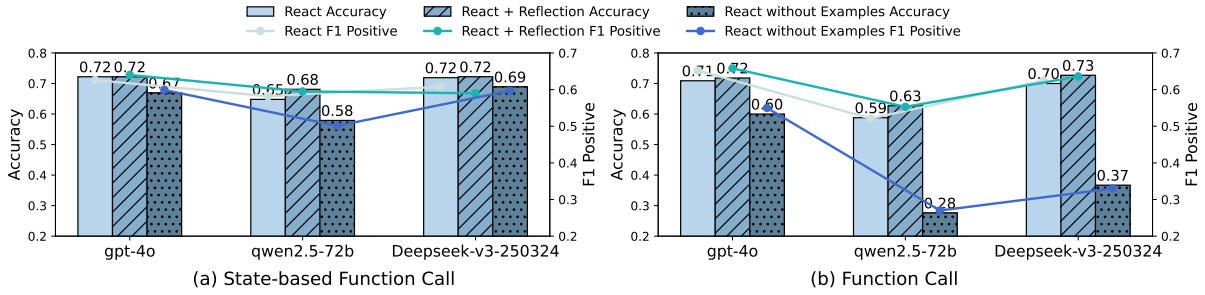 React Accuracy
React + Reflection Accuracy
React without Examples Accuracy
React F1 Positive
React + Reflection F1 Positive
React without Examples F1 Positive
Accuracy
0.8
0.7
0.6
0.5
0.4
0.3
0.2
0.72
0.72
0.67
0.65
0.68
0.58
0.72
0.72
0.69
0.7
0.6
0.5
0.4
0.3
0.2
F1 Positive
gpt-4o
qwen2.5-72b
Deepseek-v3-250324
(a) State-based Function Call
Accuracy
0.8
0.7
0.6
0.5
0.4
0.3
0.2
0.71
0.72
0.60
0.59
0.63
0.28
0.70
0.73
0.37
0.7
0.6
0.5
0.4
0.3
0.2
F1 Positive
gpt-4o
qwen2.5-72b
Deepseek-v3-250324
(b) Function Call